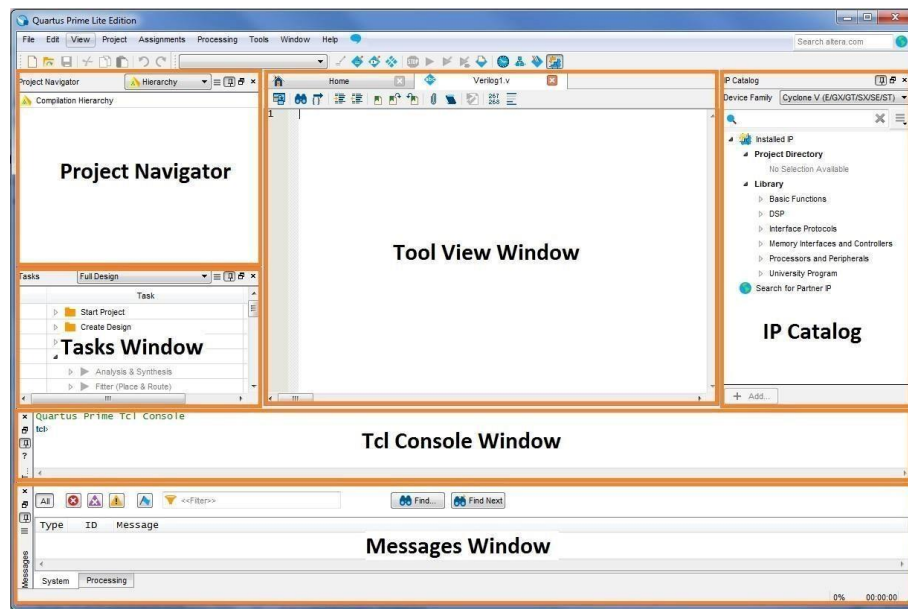 Quartus Prime Lite Edition
File Edit View Project Assignments Processing Tools Window Help
Search altera.com
Project Navigator Hierarchy
Compilation Hierarchy
Project Navigator
Home Verilog1.v
267
268
1
Tool View Window
IP Catalog
Device Family Cyclone V (E/GX/GT/SX/SE/ST)
Installed IP
Project Directory
No Selection Available
Library
Basic Functions
DSP
Interface Protocols
Memory Interfaces and Controllers
Processors and Peripherals
University Program
Search for Partner IP
IP Catalog
+ Add...
Tasks Full Design
Task
Start Project
Create Design
Tasks Window
Analysis & Synthesis
Fitter (Place & Route)
Quartus Prime Tcl Console
tcl>
Tcl Console Window
All <<Filter>> Find... Find Next
Type ID Message
Messages Window
Messages
System Processing
0% 00:00:00